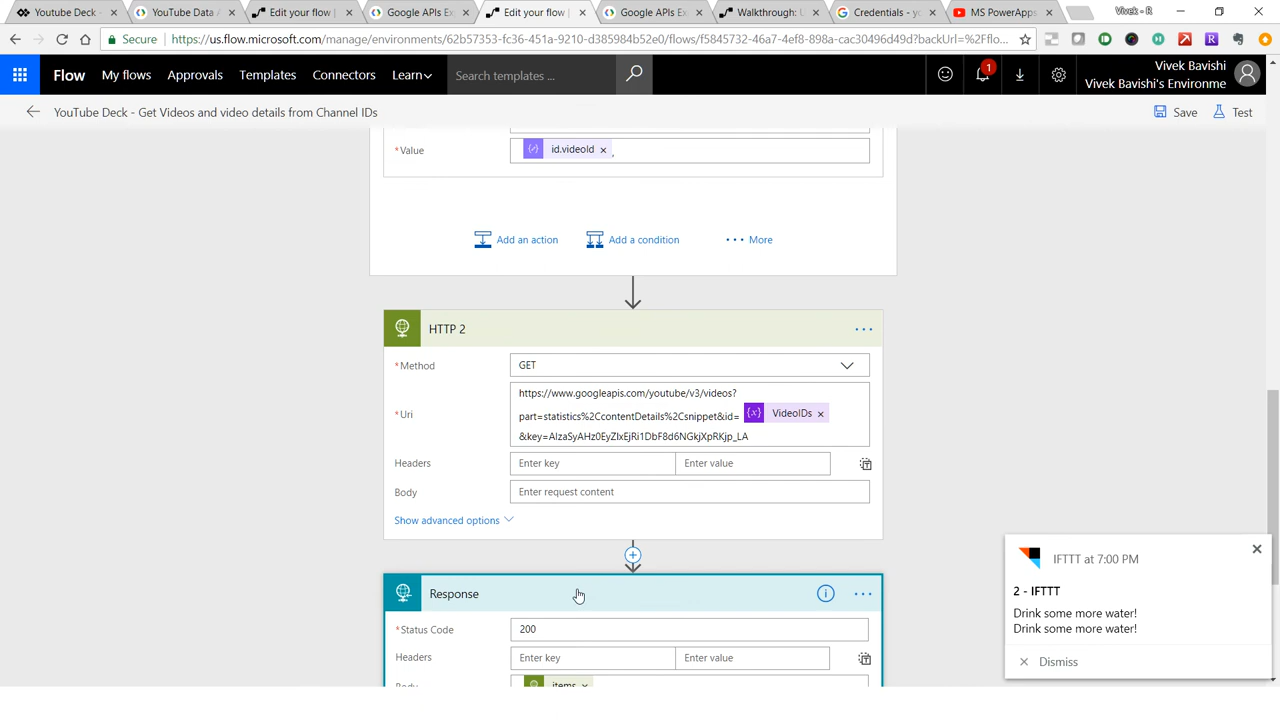 Youtube Deck -
YouTube Data A
Edit your flow |
Google APIs Ex
Edit your flow |
Google APIs Ex
Walkthrough: U
Credentials - yo
MS PowerApps
Vivek - R
Secure
https://us.flow.microsoft.com/manage/environments/62b57353-fc36-451a-9210-d385984b52e0/flows/f5845732-46a7-4ef8-898a-cac30496d49d?backUrl=%2Fflo...
Flow
My flows
Approvals
Templates
Connectors
Learn
Search templates ...
1
Vivek Bavishi
Vivek Bavishi's Environme
YouTube Deck - Get Videos and video details from Channel IDs
Save
Test
*Value
id.videoId ×
,
Add an action
Add a condition
··· More
HTTP 2
*Method
GET
*Uri
https://www.googleapis.com/youtube/v3/videos?
part=statistics%2CcontentDetails%2Csnippet&id= VideoIDs ×
Headers
Enter key
Enter value
Body
Enter request content
Show advanced options
Response
*Status Code
200
Headers
Enter key
Enter value
Body
items ×
IFTTT at 7:00 PM
2 - IFTTT
Drink some more water!
Drink some more water!
Dismiss